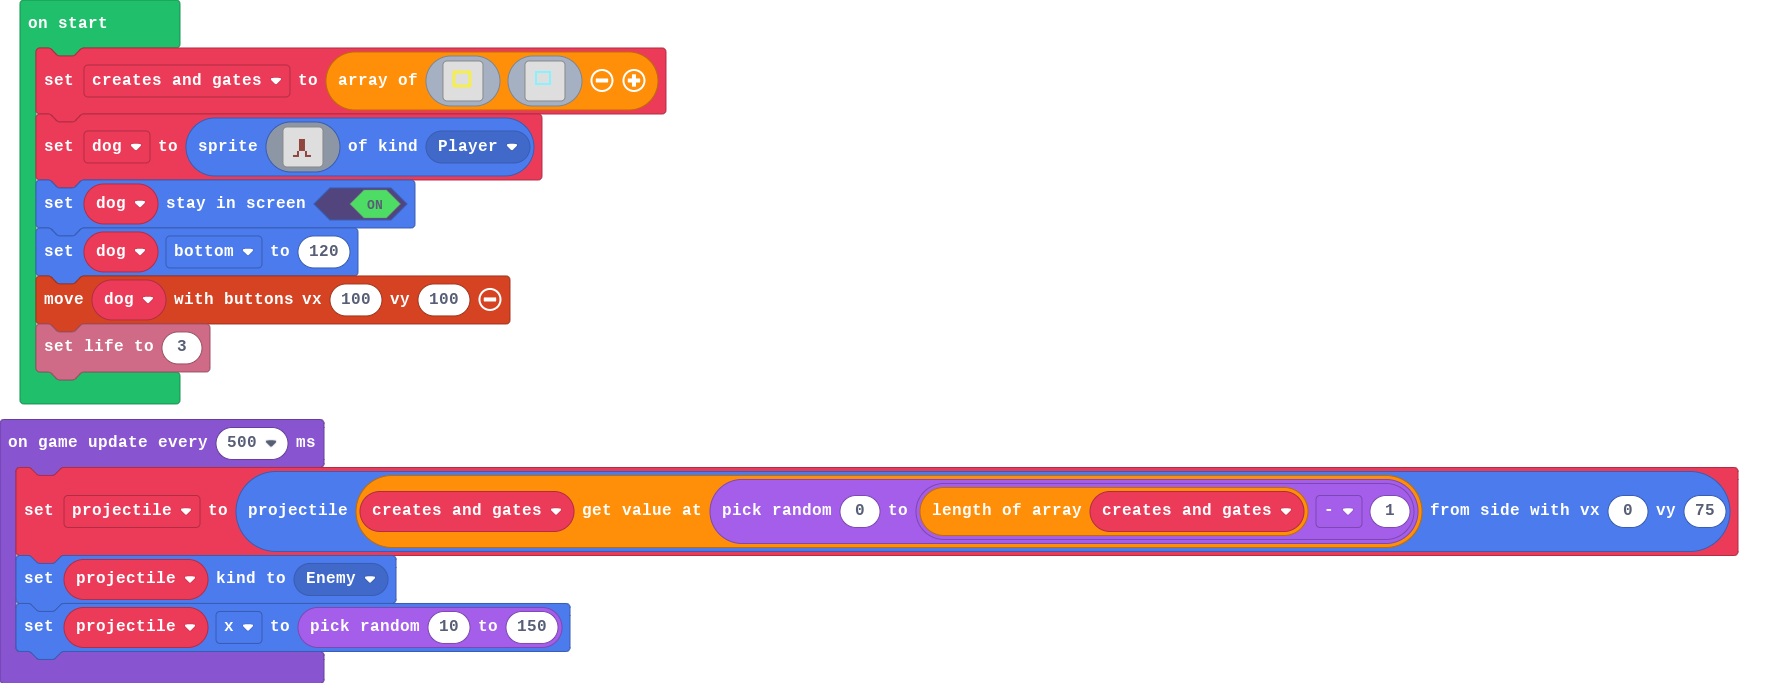 on start
set creates and gates to array of
set dog to sprite of kind Player
set dog stay in screen ON
set dog bottom to 120
move dog with buttons vx 100 vy 100
set life to 3
on game update every 500 ms
set projectile to projectile creates and gates get value at pick random 0 to length of array creates and gates - 1 from side with vx 0 vy 75
set projectile kind to Enemy
set projectile x to pick random 10 to 150